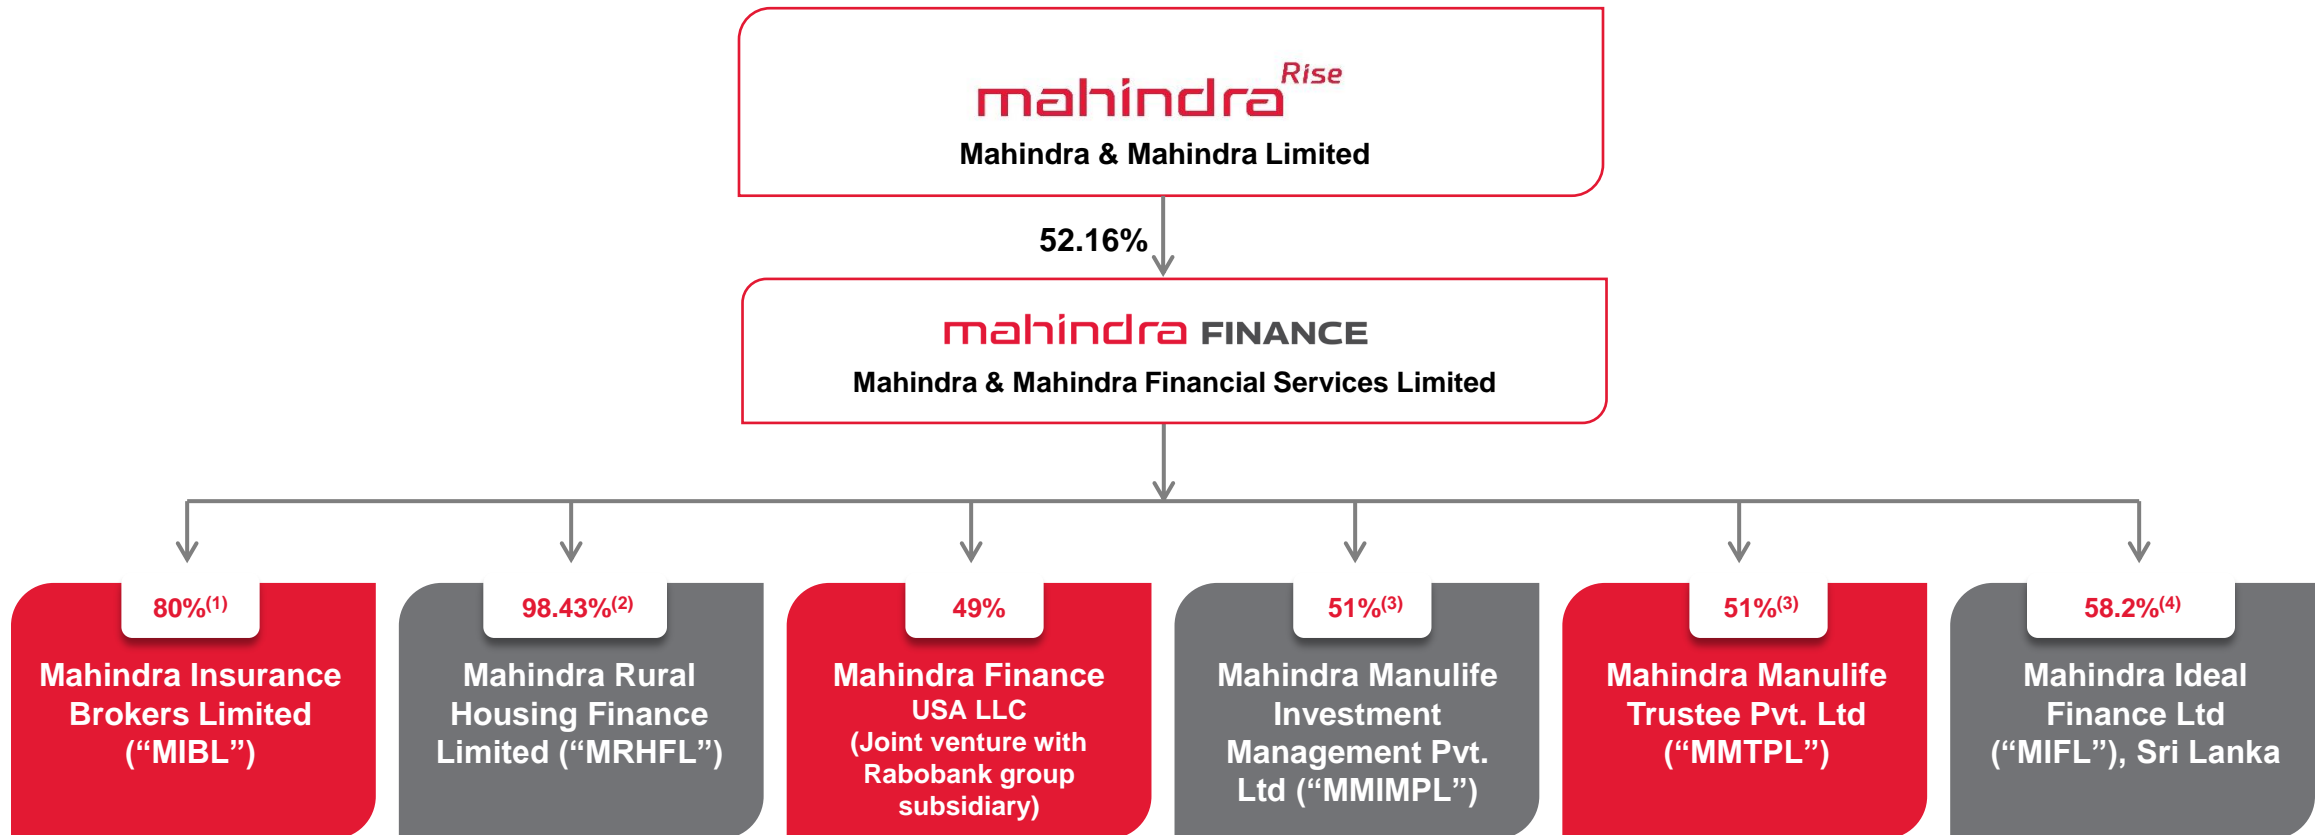 mahindra Rise
Mahindra & Mahindra Limited
52.16%
mahindra FINANCE
Mahindra & Mahindra Financial Services Limited
80%(1)
Mahindra Insurance
Brokers Limited
(“MIBL”)
98.43%(2)
Mahindra Rural
Housing Finance
Limited (“MRHFL”)
49%
Mahindra Finance
USA LLC
(Joint venture with
Rabobank group
subsidiary)
51%(3)
Mahindra Manulife
Investment
Management Pvt.
Ltd (“MMIMPL”)
51%(3)
Mahindra Manulife
Trustee Pvt. Ltd
(“MMTPL”)
58.2%(4)
Mahindra Ideal
Finance Ltd
(“MIFL”), Sri Lanka